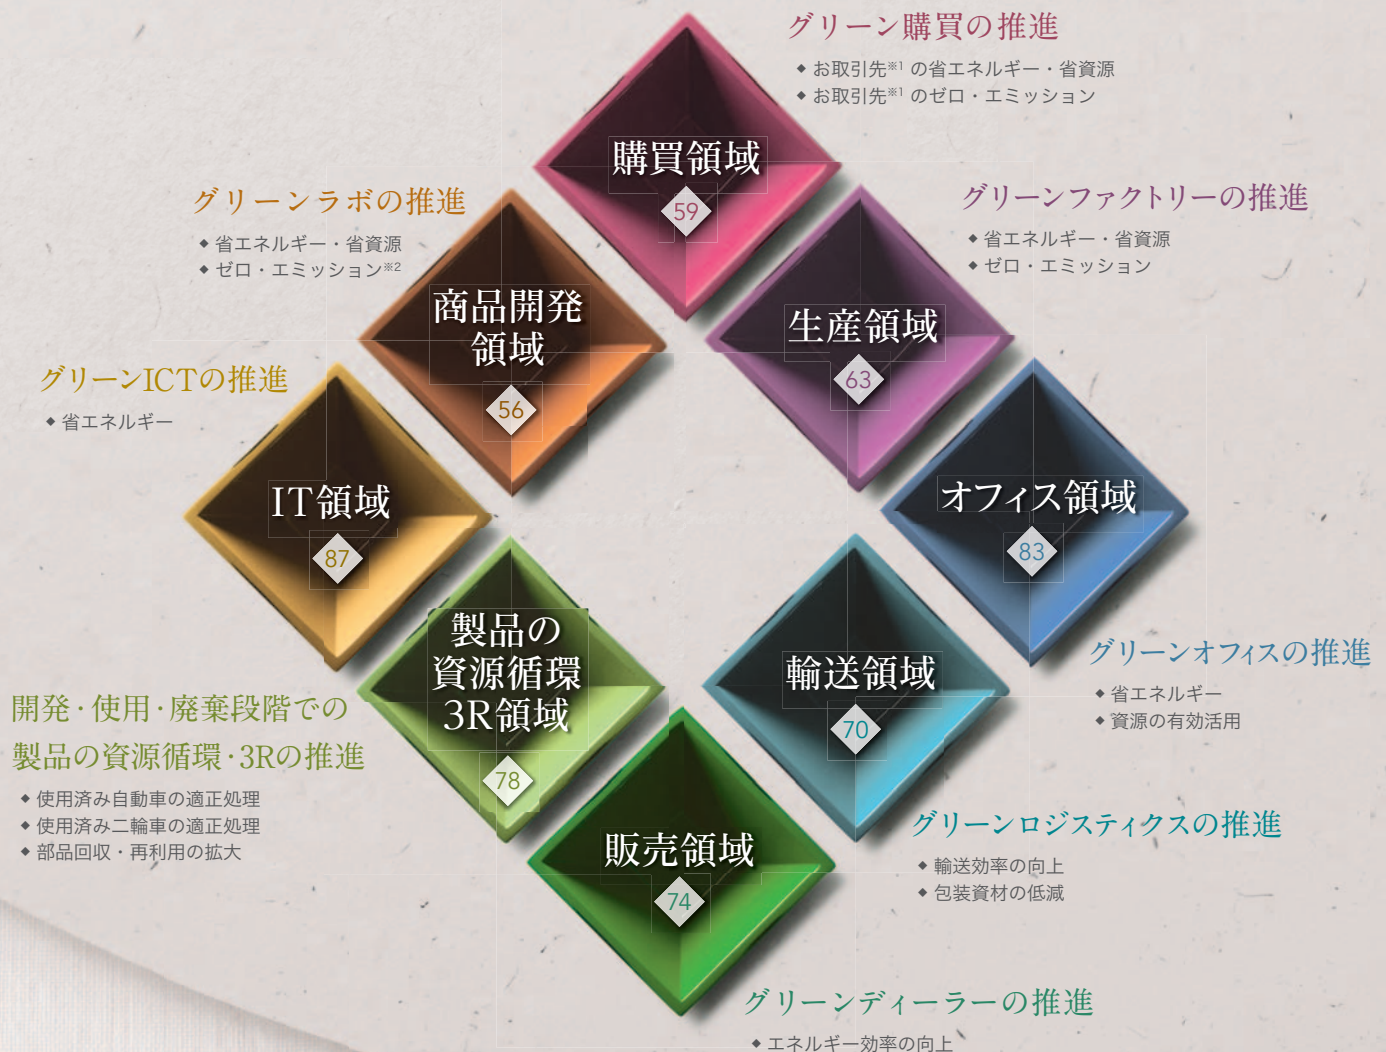 グリーン購買の推進
◆ お取引先※1 の省エネルギー・省資源
◆ お取引先※1 のゼロ・エミッション
購買領域
59
グリーンファクトリーの推進
◆ 省エネルギー・省資源
◆ ゼロ・エミッション
生産領域
63
グリーンラボの推進
◆ 省エネルギー・省資源
◆ ゼロ・エミッション※2
商品開発
領域
56
グリーンICTの推進
◆ 省エネルギー
IT領域
87
オフィス領域
83
グリーンオフィスの推進
◆ 省エネルギー
◆ 資源の有効活用
製品の
資源循環
3R領域
78
開発・使用・廃棄段階での
製品の資源循環・3Rの推進
◆ 使用済み自動車の適正処理
◆ 使用済み二輪車の適正処理
◆ 部品回収・再利用の拡大
輸送領域
70
グリーンロジスティクスの推進
◆ 輸送効率の向上
◆ 包装資材の低減
販売領域
74
グリーンディーラーの推進
◆ エネルギー効率の向上